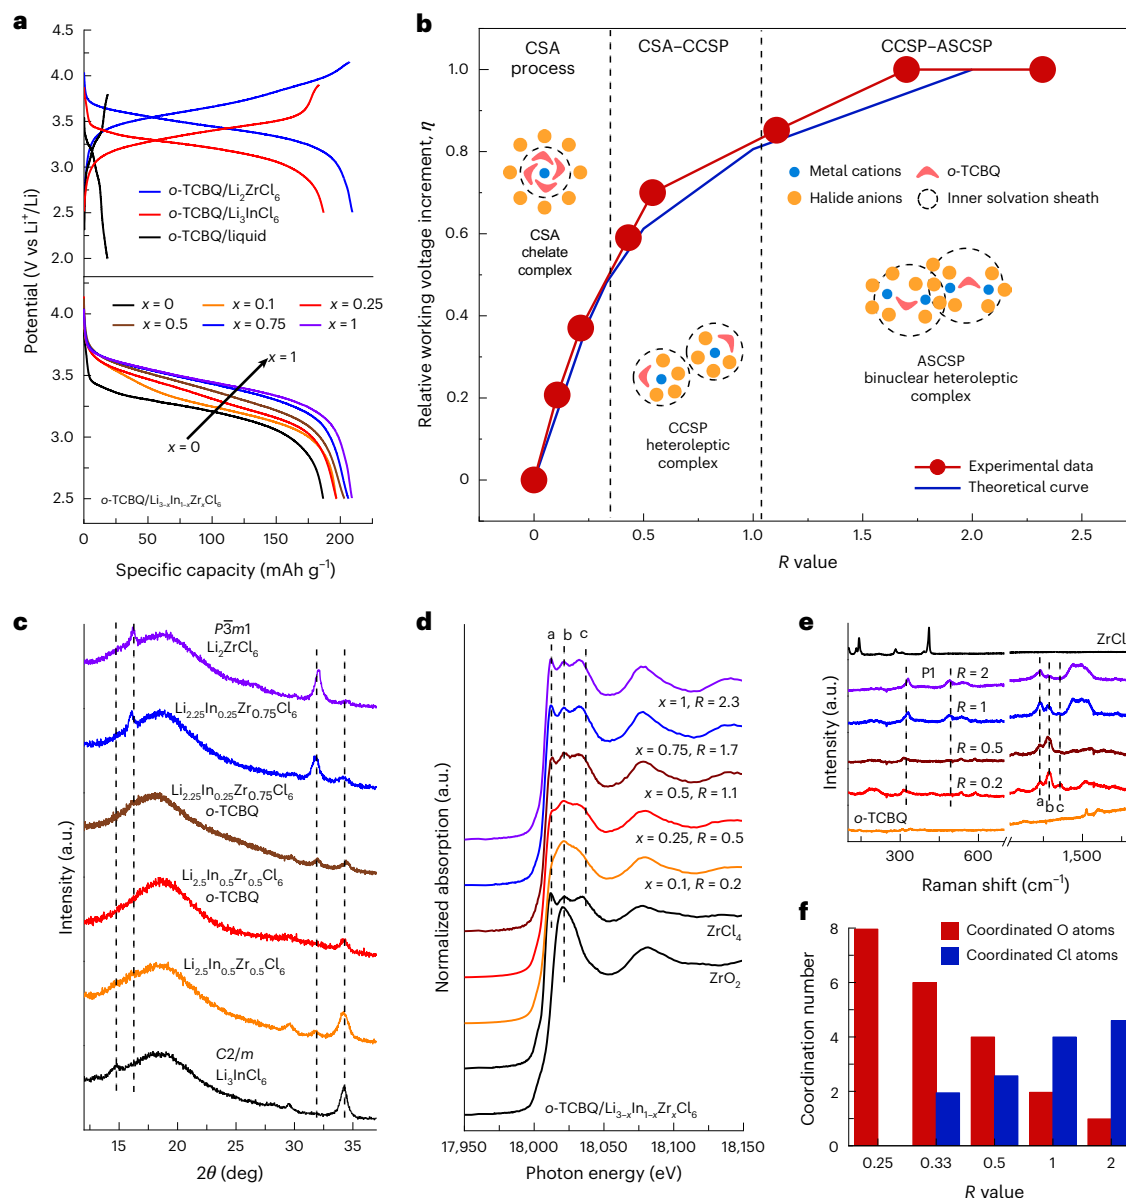 a
4.5
4.0
3.5
3.0
2.5
2.0
o-TCBQ/Li2ZrCl6
o-TCBQ/Li3InCl6
o-TCBQ/liquid
Potential (V vs Li+/Li)
x = 0
x = 0.1
x = 0.25
x = 0.5
x = 0.75
x = 1
4.0
3.5
3.0
2.5
x = 1
x = 0
o-TCBQ/Li3−xIn1−xZrxCl6
0
50
100
150
200
Specific capacity (mAh g−1)
b
CSA
process
CSA–CCSP
CCSP–ASCSP
1.0
0.8
0.6
0.4
0.2
0
Relative working voltage increment, η
CSA
chelate
complex
Metal cations
o-TCBQ
Halide anions
Inner solvation sheath
CCSP
heteroleptic
complex
ASCSP
binuclear heteroleptic
complex
Experimental data
Theoretical curve
0
0.5
1.0
1.5
2.0
2.5
R value
c
P3̅m1
Li2ZrCl6
Li2.25In0.25Zr0.75Cl6
Li2.25In0.25Zr0.75Cl6
o-TCBQ
Li2.5In0.5Zr0.5Cl6
o-TCBQ
Li2.5In0.5Zr0.5Cl6
C2/m
Li3InCl6
Intensity (a.u.)
15
20
25
30
35
2θ (deg)
d
a
b
c
x = 1, R = 2.3
x = 0.75, R = 1.7
x = 0.5, R = 1.1
x = 0.25, R = 0.5
x = 0.1, R = 0.2
ZrCl4
ZrO2
o-TCBQ/Li3−xIn1−xZrxCl6
Normalized absorption (a.u.)
17,950
18,000
18,050
18,100
18,150
Photon energy (eV)
e
ZrCl
P1
R = 2
R = 1
R = 0.5
R = 0.2
a
b
c
o-TCBQ
Intensity (a.u.)
300
600
1,500
Raman shift (cm−1)
f
Coordinated O atoms
Coordinated Cl atoms
8
6
4
2
0
Coordination number
0.25
0.33
0.5
1
2
R value